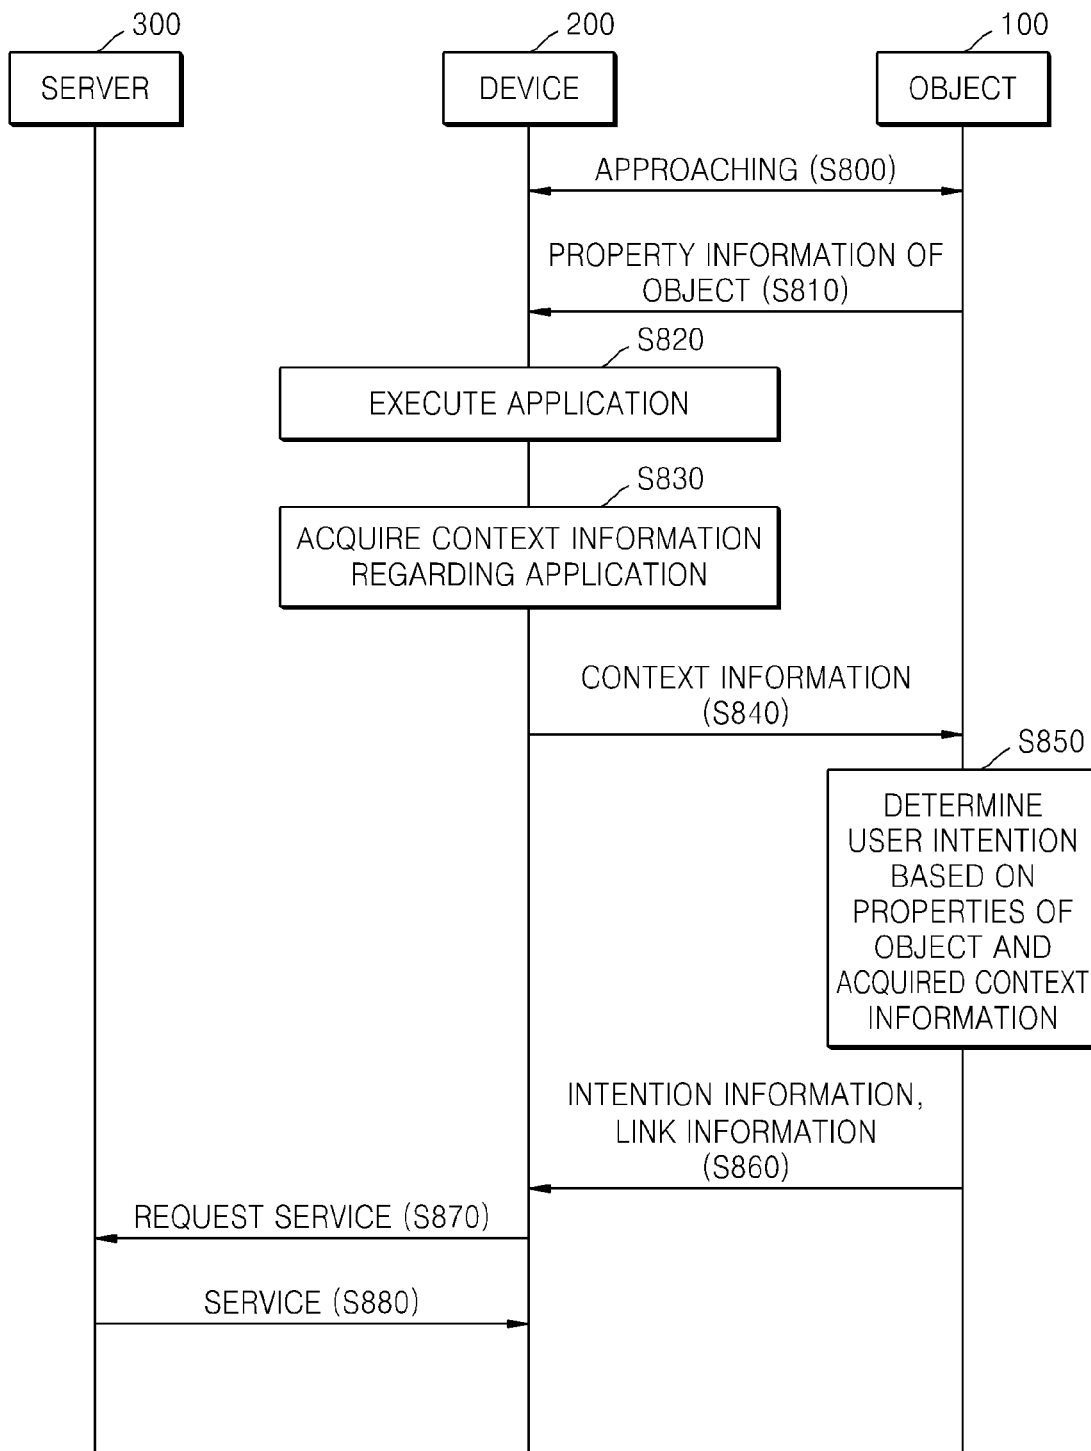 300
200
100
SERVER
DEVICE
OBJECT
APPROACHING (S800)
PROPERTY INFORMATION OF
OBJECT (S810)
S820
EXECUTE APPLICATION
S830
ACQUIRE CONTEXT INFORMATION
REGARDING APPLICATION
CONTEXT INFORMATION
(S840)
S850
DETERMINE
USER INTENTION
BASED ON
PROPERTIES OF
OBJECT AND
ACQUIRED CONTEXT
INFORMATION
INTENTION INFORMATION,
LINK INFORMATION
(S860)
REQUEST SERVICE (S870)
SERVICE (S880)